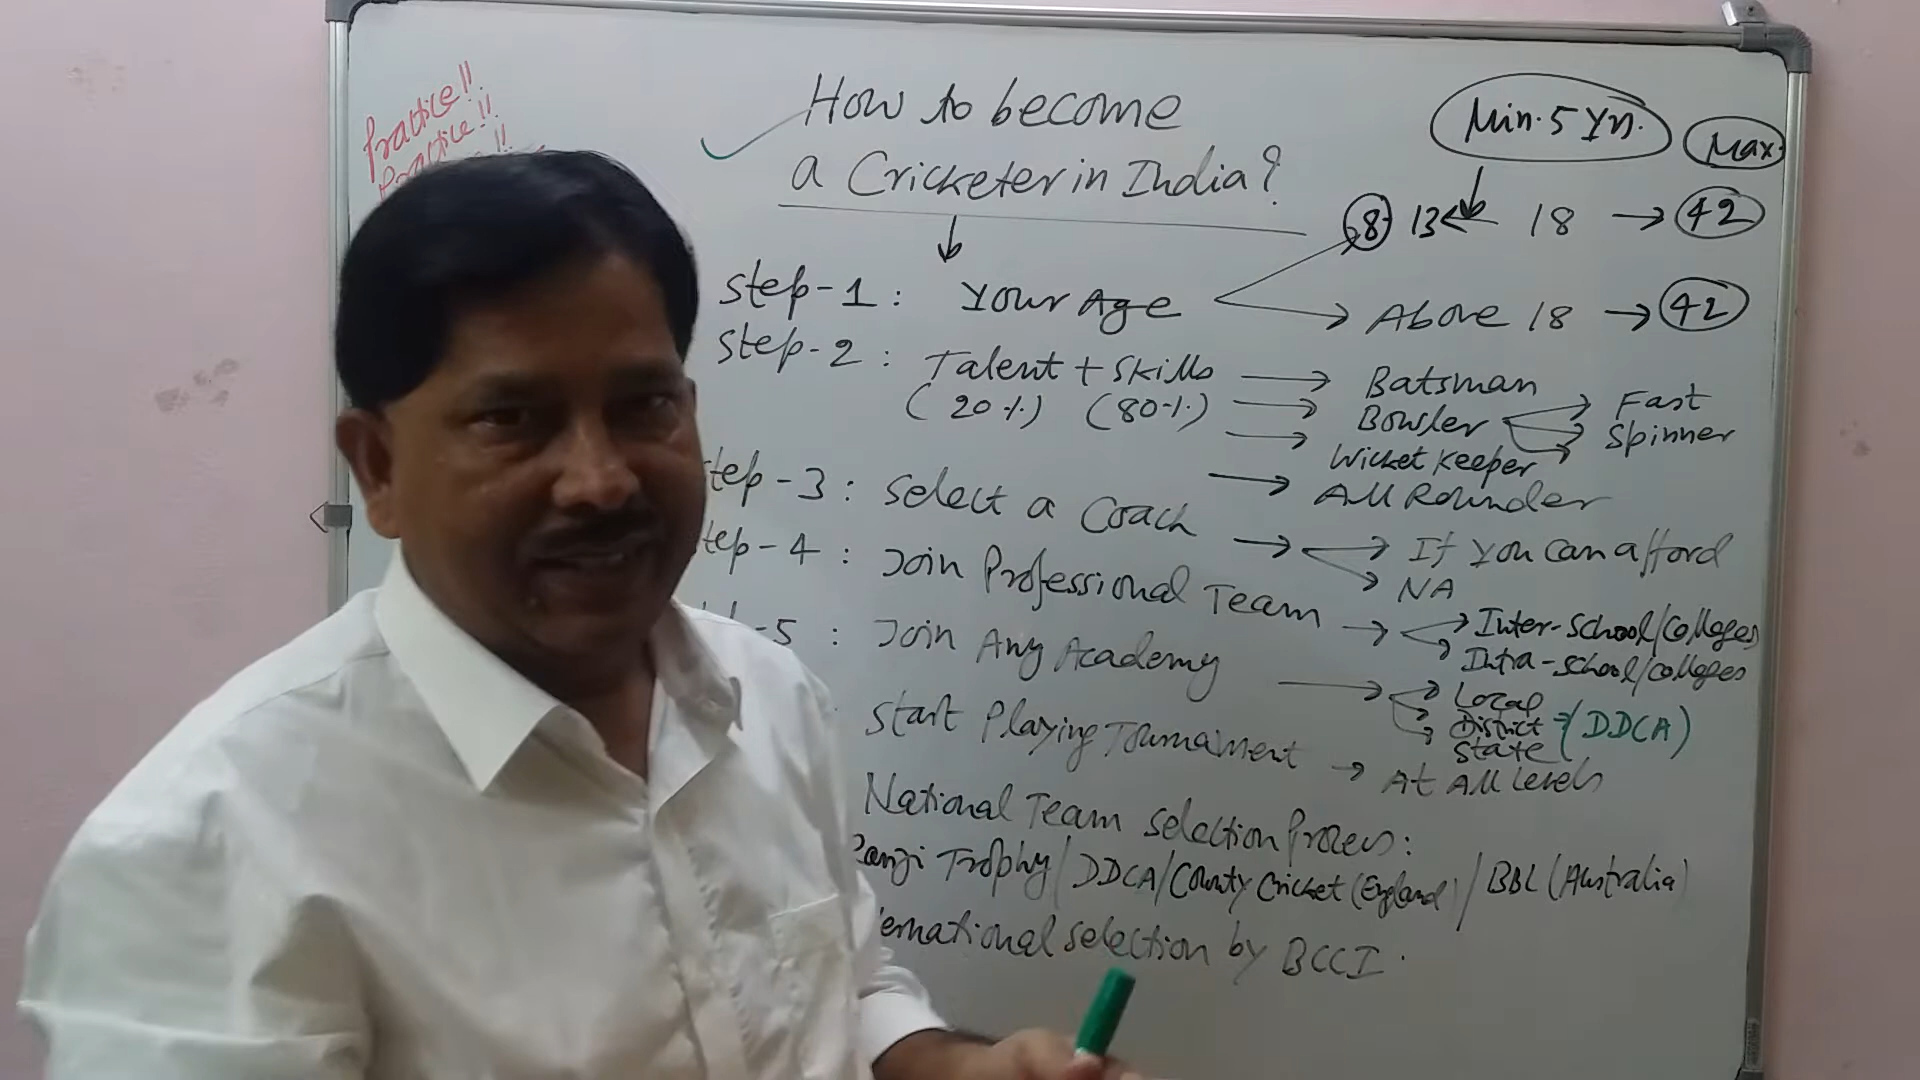 Practice!!
Practice!!
How to become
a Cricketer in India?
Min. 5 Yrs.
Max.
8 13 18 → 42
Step-1 : Your Age
Above 18 → 42
Step-2 : Talent + Skills
(20%) (80%)
→ Batsman
→ Bowler
Fast
Spinner
→ Wicket Keeper
→ All Rounder
tep-3 : Select a Coach
→ If You can afford
→ NA
tep-4 : Join Professional Team
→ Inter-School/Colleges
→ Intra-School/Colleges
-5 : Join Any Academy
→ Local
→ District
→ State
→ (DDCA)
Start Playing Tournament → At All levels
National Team Selection Process:
Ranji Trophy/DDCA/County Cricket (England)/BBL (Australia)
ernational Selection by BCCI.